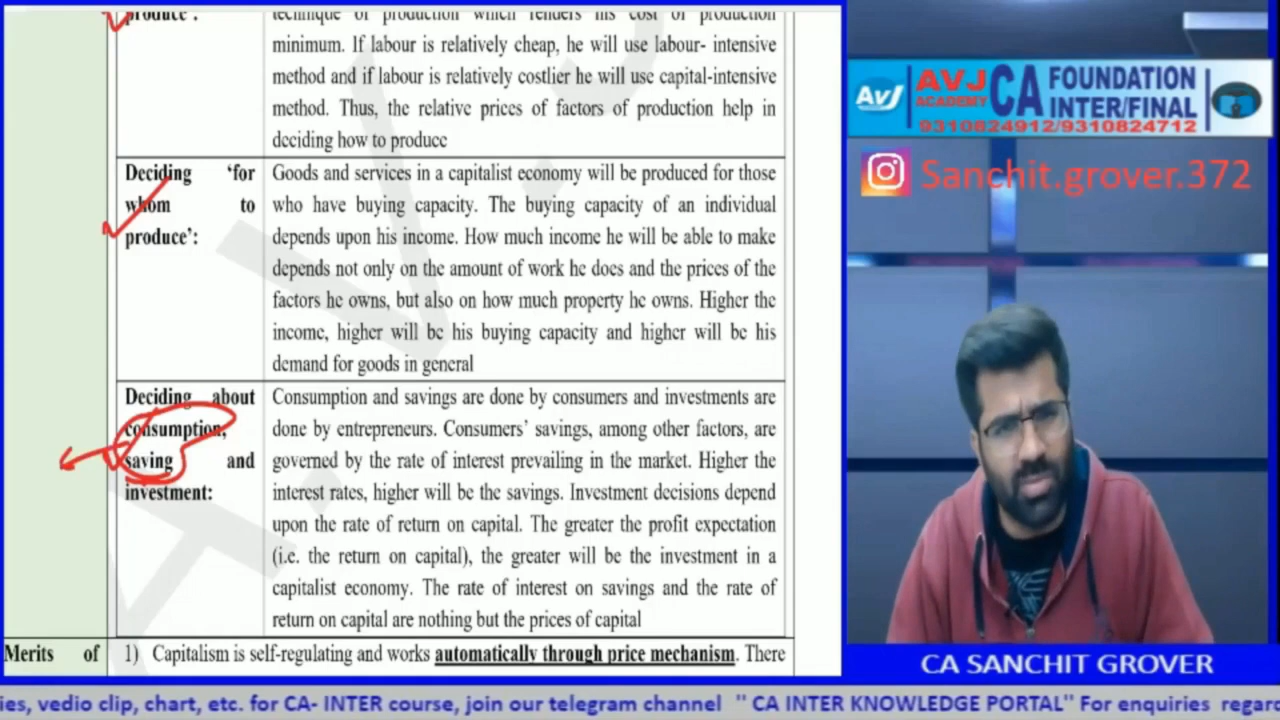 produce':
technique of production which renders his cost of production
minimum. If labour is relatively cheap, he will use labour- intensive
method and if labour is relatively costlier he will use capital-intensive
method. Thus, the relative prices of factors of production help in
deciding how to produce
Deciding 'for
whom to
produce':
Goods and services in a capitalist economy will be produced for those
who have buying capacity. The buying capacity of an individual
depends upon his income. How much income he will be able to make
depends not only on the amount of work he does and the prices of the
factors he owns, but also on how much property he owns. Higher the
income, higher will be his buying capacity and higher will be his
demand for goods in general
Deciding about
consumption,
saving and
investment:
Consumption and savings are done by consumers and investments are
done by entrepreneurs. Consumers' savings, among other factors, are
governed by the rate of interest prevailing in the market. Higher the
interest rates, higher will be the savings. Investment decisions depend
upon the rate of return on capital. The greater the profit expectation
(i.e. the return on capital), the greater will be the investment in a
capitalist economy. The rate of interest on savings and the rate of
return on capital are nothing but the prices of capital
Merits of
1) Capitalism is self-regulating and works automatically through price mechanism. There
AVJ
AVJ
ACADEMY
CA
FOUNDATION
INTER/FINAL
9310824912/9310824712
Sanchit.grover.372
CA SANCHIT GROVER
ies, vedio clip, chart, etc. for CA- INTER course, join our telegram channel " CA INTER KNOWLEDGE PORTAL" For enquiries regard